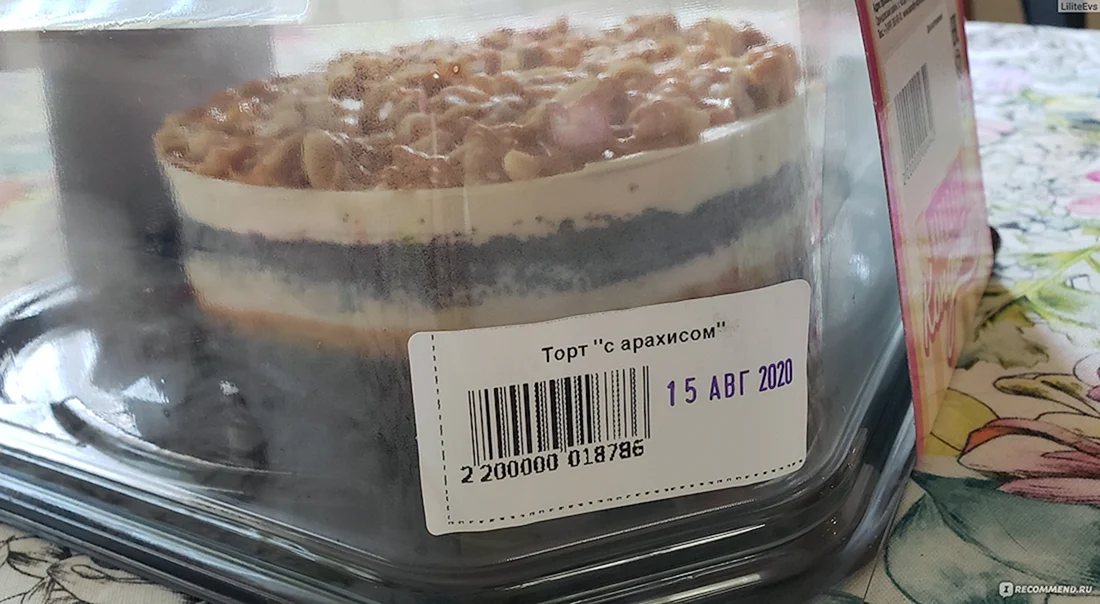 LiliteEvs
Торт "с арахисом"
15 АВГ 2020
2 200000 018786
RECOMMEND.RU